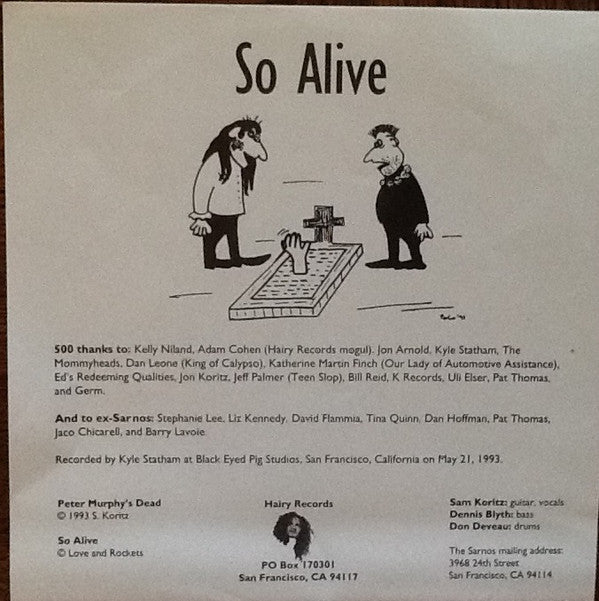 So Alive
500 thanks to: Kelly Niland, Adam Cohen (Hairy Records mogul). Jon Arnold, Kyle Statham, The
Mommyheads, Dan Leone (King of Calypso), Katherine Martin Finch (Our Lady of Automotive Assistance),
Ed's Redeeming Qualities, Jon Koritz, Jeff Palmer (Teen Slop), Bill Reid, K Records, Uli Elser, Pat Thomas,
and Germ.
And to ex-Sarnos: Stephanie Lee, Liz Kennedy, David Flammia, Tina Quinn, Dan Hoffman, Pat Thomas,
Jaco Chicarell, and Barry Lavoie.
Recorded by Kyle Statham at Black Eyed Pig Studios, San Francisco, California on May 21, 1993.
Peter Murphy's Dead
© 1993 S. Koritz
So Alive
© Love and Rockets
Hairy Records
PO Box 170301
San Francisco, CA 94117
Sam Koritz: guitar, vocals
Dennis Blyth: bass
Don Deveau: drums
The Sarnos mailing address:
3968 24th Street
San Francisco, CA 94114